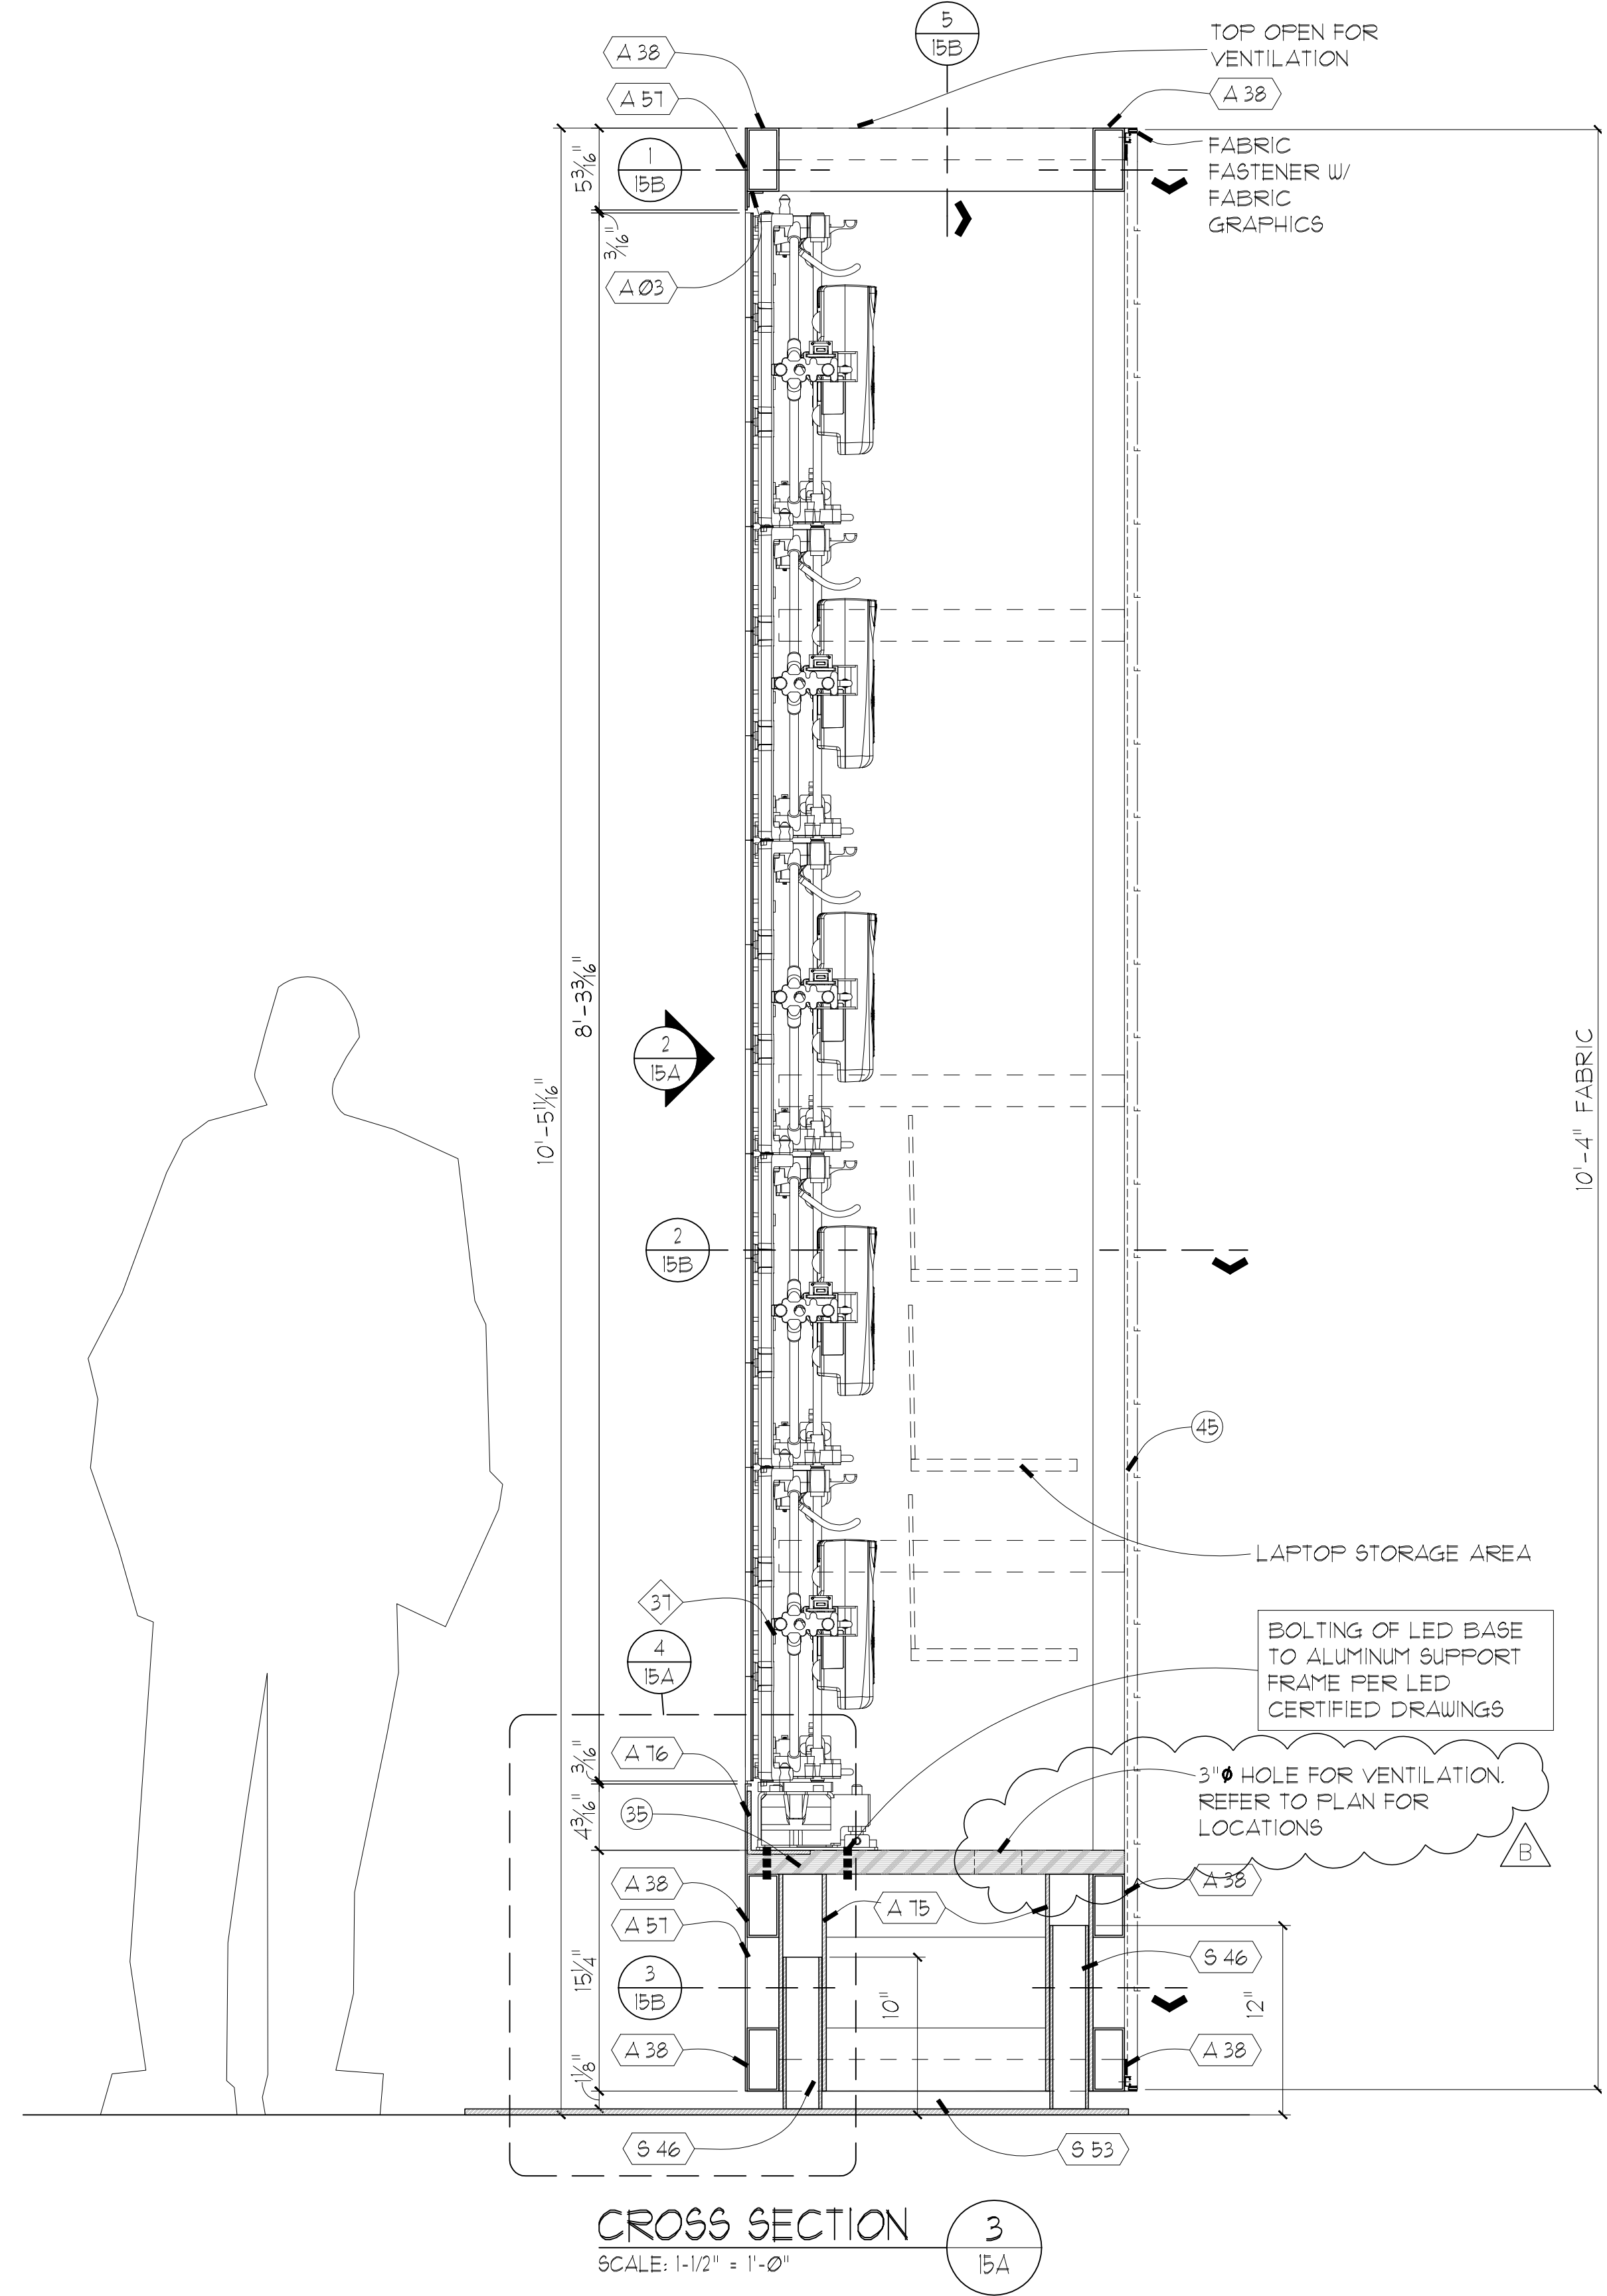 5
15B
TOP OPEN FOR
VENTILATION
A 38
A 57
A 38
1
15B
FABRIC
FASTENER W/
FABRIC
GRAPHICS
5 3/16"
3/16"
A Ø3
8'-3 3/16"
10'-5 11/16"
10'-4" FABRIC
2
15A
2
15B
45
LAPTOP STORAGE AREA
37
4
15A
BOLTING OF LED BASE
TO ALUMINUM SUPPORT
FRAME PER LED
CERTIFIED DRAWINGS
3/16"
A 76
3"Ø HOLE FOR VENTILATION.
REFER TO PLAN FOR
LOCATIONS
B
4 3/16"
35
A 38
A 38
A 57
A 75
S 46
15 1/4"
3
15B
10"
12"
A 38
A 38
1 1/8"
S 46
S 53
CROSS SECTION
SCALE: 1-1/2" = 1'-Ø"
3
15A
F F F F F F F F F F F F F F F F F F F F F F F F F